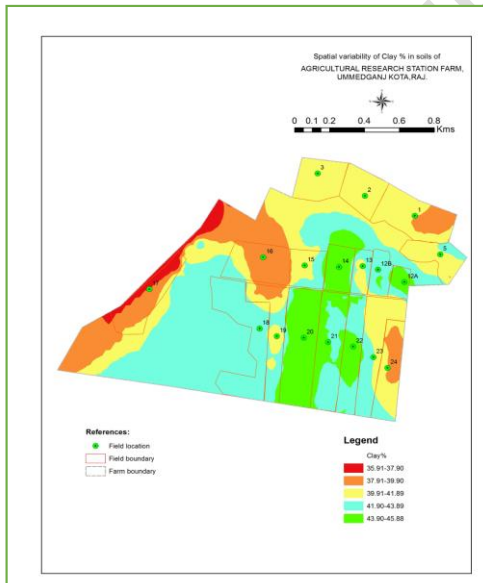 Spatial variability of Clay % in soils of
AGRICULTURAL RESEARCH STATION FARM,
UMMEDGANJ KOTA,RAJ.
0 0.1 0.2 0.4 0.6 0.8
Kms
3
2
1
5
16
15
14
13
12B
12A
17
18
19
20
21
22
23
24
References:
Field location
Field boundary
Farm boundary
Legend
Clay%
35.91-37.90
37.91-39.90
39.91-41.89
41.90-43.89
43.90-45.88